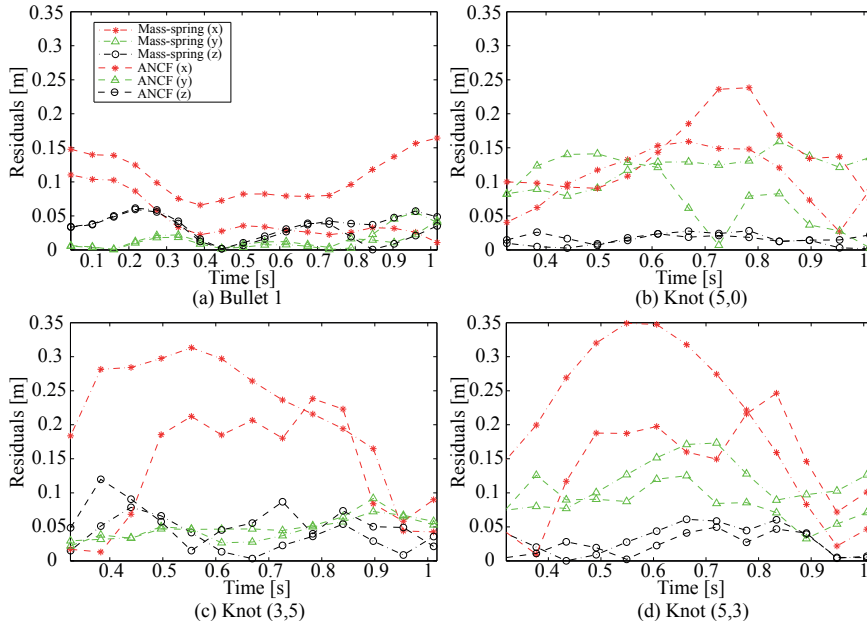 0.35
0.3
0.25
0.2
0.15
0.1
0.05
0
Residuals [m]
Mass-spring (x)
Mass-spring (y)
Mass-spring (z)
ANCF (x)
ANCF (y)
ANCF (z)
0.1 0.2 0.3 0.4 0.5 0.6 0.7 0.8 0.9 1
Time [s]
(a) Bullet 1
0.35
0.3
0.25
0.2
0.15
0.1
0.05
0
Residuals [m]
0.4 0.5 0.6 0.7 0.8 0.9 1
Time [s]
(b) Knot (5,0)
0.35
0.3
0.25
0.2
0.15
0.1
0.05
0
Residuals [m]
0.4 0.5 0.6 0.7 0.8 0.9 1
Time [s]
(c) Knot (3,5)
0.35
0.3
0.25
0.2
0.15
0.1
0.05
0
Residuals [m]
0.4 0.5 0.6 0.7 0.8 0.9 1
Time [s]
(d) Knot (5,3)